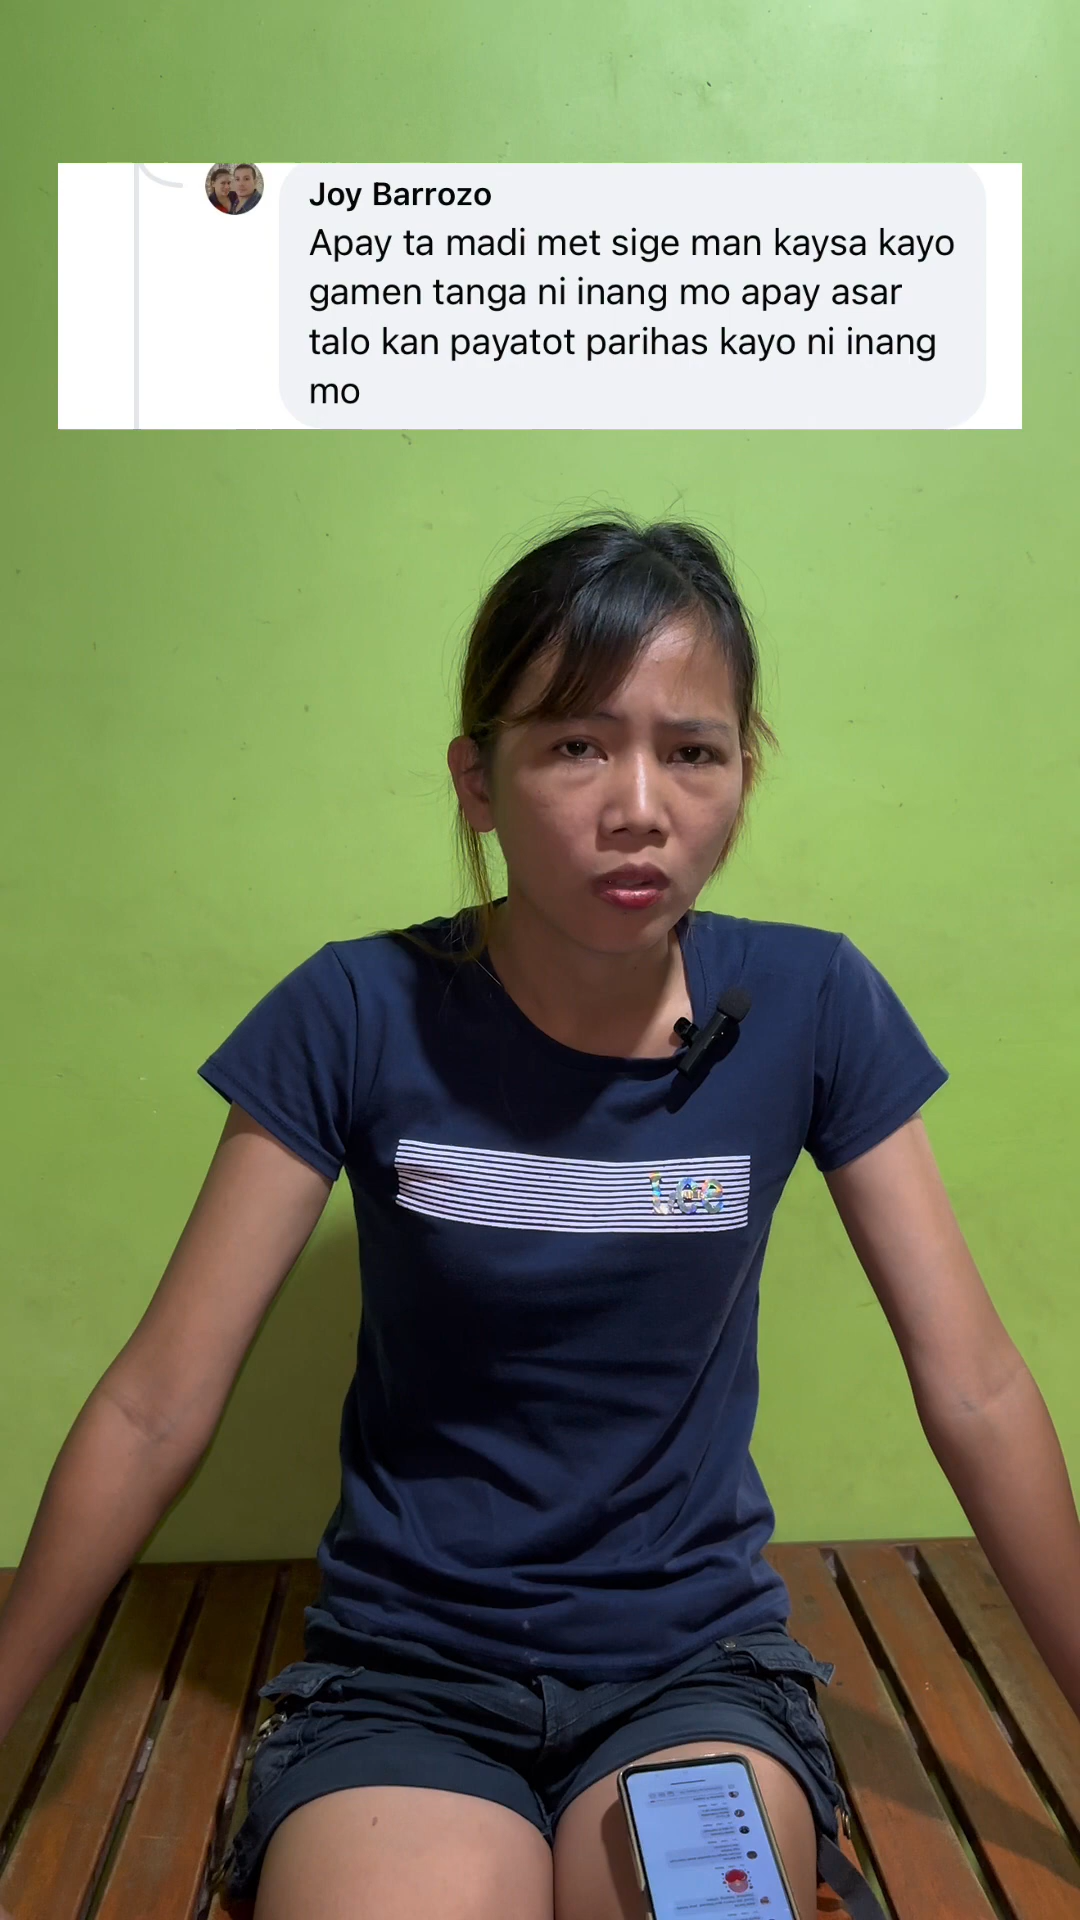 Joy Barrozo
Apay ta madi met sige man kaysa kayo
gamen tanga ni inang mo apay asar
talo kan payatot parihas kayo ni inang
mo
Lee